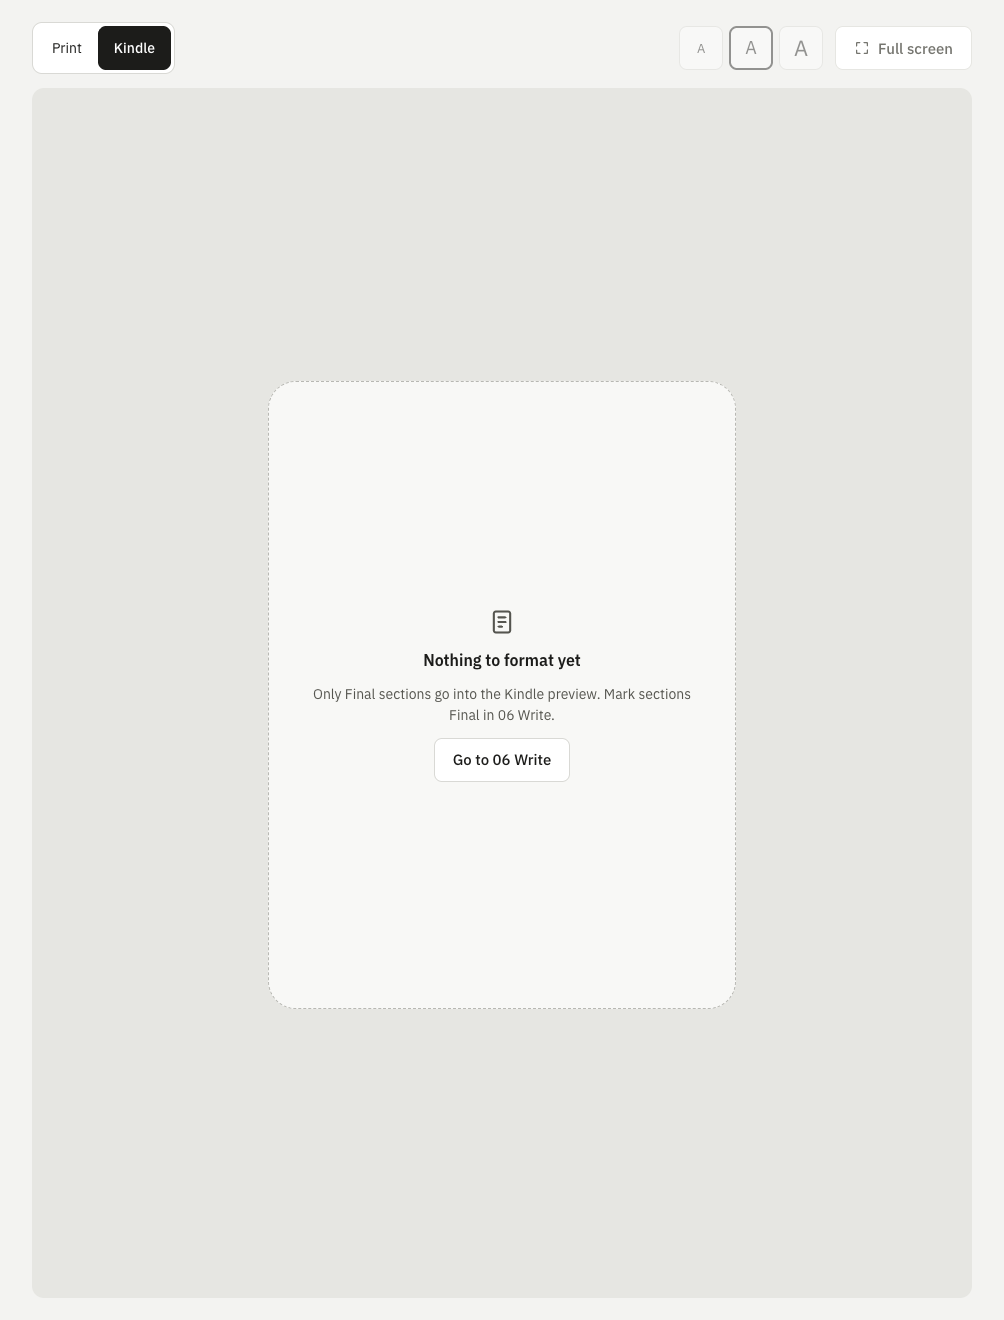 Print
Kindle
A
A
A
Full screen
Nothing to format yet
Only Final sections go into the Kindle preview. Mark sections
Final in 06 Write.
Go to 06 Write